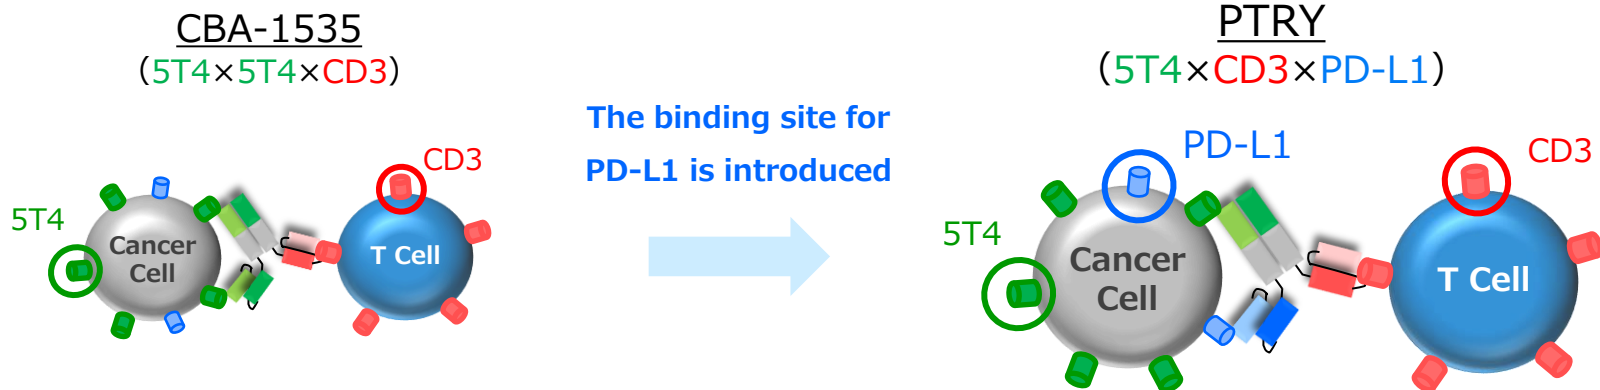 CBA-1535
（5T4×5T4×CD3）
CD3
5T4
Cancer
Cell
T Cell
The binding site for
PD-L1 is introduced
PTRY
（5T4×CD3×PD-L1）
PD-L1
CD3
5T4
Cancer
Cell
T Cell